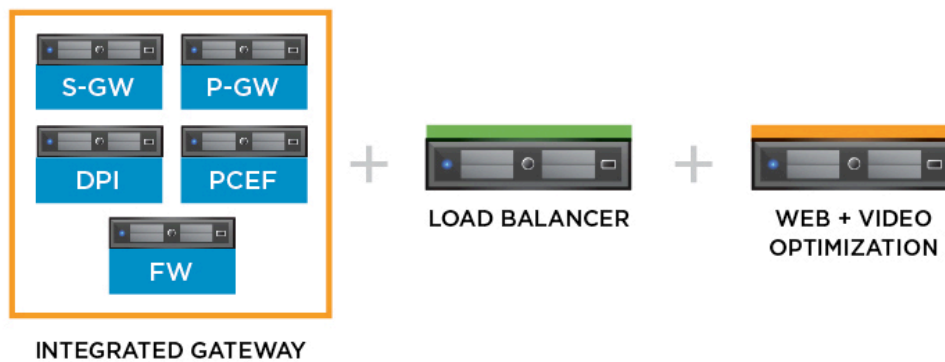 S-GW
P-GW
DPI
PCEF
FW
INTEGRATED GATEWAY
LOAD BALANCER
WEB + VIDEO
OPTIMIZATION